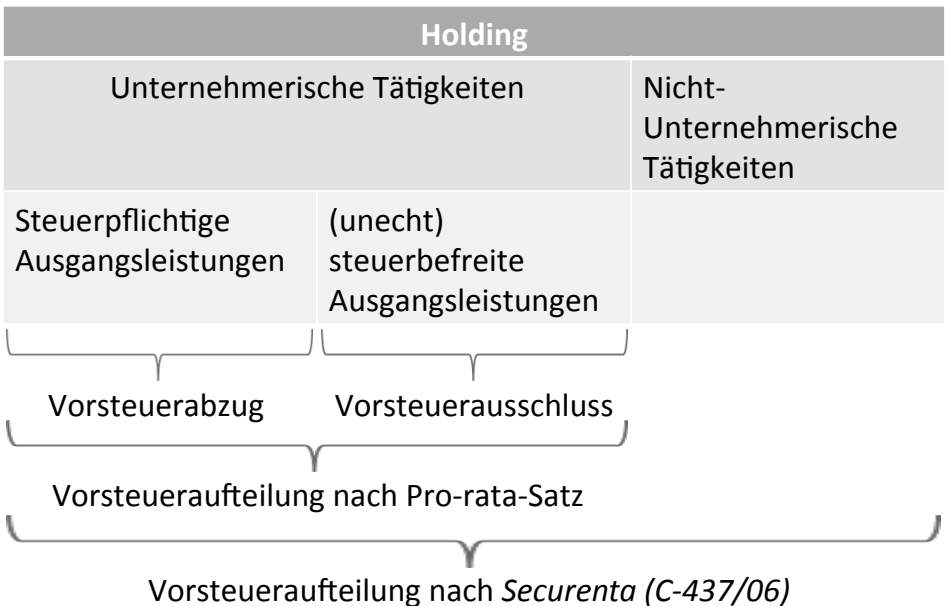 Holding
Unternehmerische Tätigkeiten
Nicht-
Unternehmerische
Tätigkeiten
Steuerpflichtige
Ausgangsleistungen
(unecht)
steuerbefreite
Ausgangsleistungen
Vorsteuerabzug
Vorsteuerausschluss
Vorsteueraufteilung nach Pro-rata-Satz
Vorsteueraufteilung nach Securenta (C-437/06)